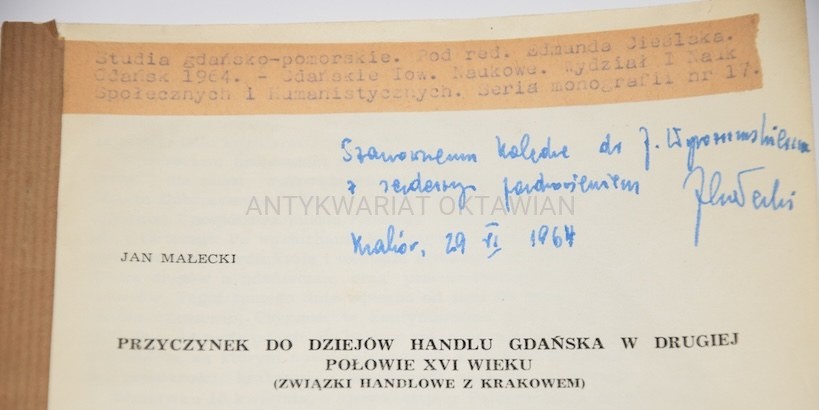 Studia gdańsko-pomorskie. Pod red. Edmunda Cieślaka.
Gdańsk 1964. - Gdańskie Tow. Naukowe. Wydział I Nauk
Społecznych i Humanistycznych. Seria monografii nr 17.
Szanownemu Koledze dr J. Wyrozumskiemu
z serdecznym pozdrowieniem JMałecki
ANTYKWARIAT OKTAWIAN
Kraków, 29 VI 1964
JAN MAŁECKI
PRZYCZYNEK DO DZIEJÓW HANDLU GDAŃSKA W DRUGIEJ
POŁOWIE XVI WIEKU
(ZWIĄZKI HANDLOWE Z KRAKOWEM)